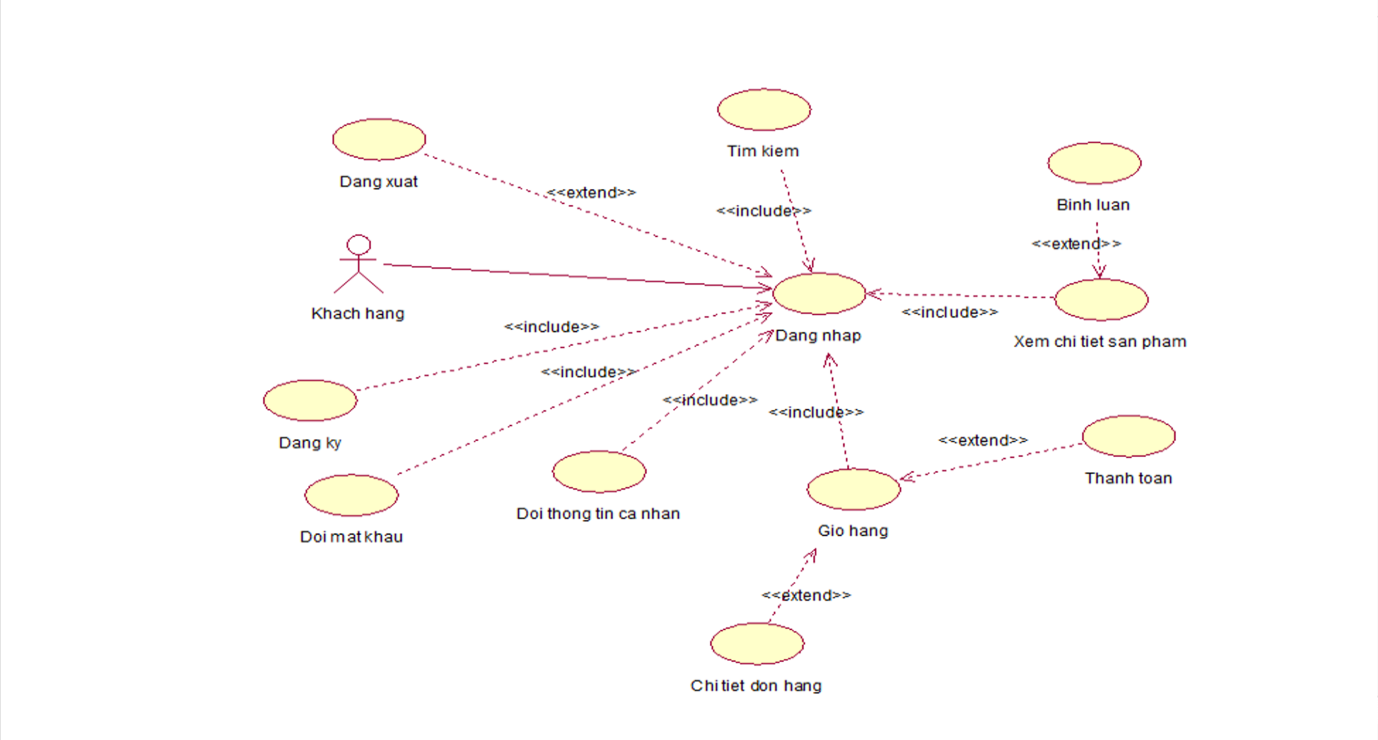 Tim kiem
Dang xuat
<<extend>>
Binh luan
<<include>>
<<extend>>
Khach hang
<<include>>
Dang nhap
Xem chi tiet san pham
<<include>>
<<include>>
<<include>>
<<include>>
Dang ky
<<extend>>
Thanh toan
Doi thong tin ca nhan
Gio hang
Doi mat khau
<<extend>>
Chi tiet don hang